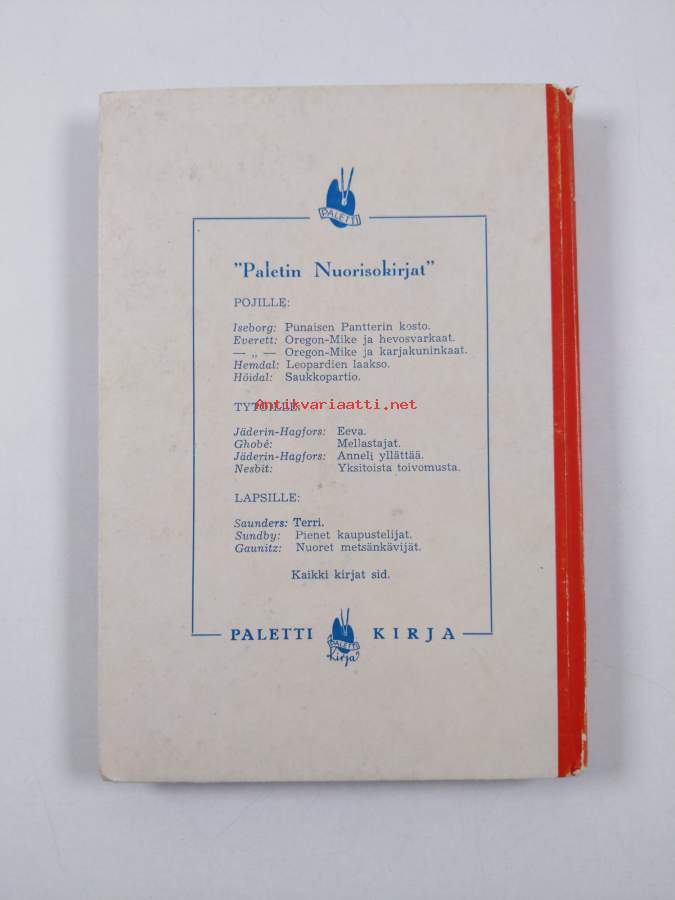 PALETTI
"Paletin Nuorisokirjat"
POJILLE:
Iseborg: Punaisen Pantterin kosto.
Everett: Oregon-Mike ja hevosvarkaat.
— „ — Oregon-Mike ja karjakuninkaat.
Hemdal: Leopardien laakso.
Höidal: Saukkopartio.
Antikvariaatti.net
TYTÖILLE:
Jäderin-Hagfors: Eeva.
Ghobé: Mellastajat.
Jäderin-Hagfors: Anneli yllättää.
Nesbit: Yksitoista toivomusta.
LAPSILLE:
Saunders: Terri.
Sundby: Pienet kaupustelijat.
Gaunitz: Nuoret metsänkävijät.
Kaikki kirjat sid.
PALETTI KIRJA
PALETTI
Kirja